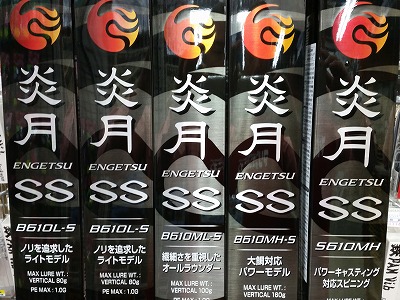 炎月
ENGETSU
SS
B610L-S
ノリを追求した
ライトモデル
MAX LURE WT. :
VERTICAL 80g
PE MAX : 1.0G
炎月
ENGETSU
SS
B610L-S
ノリを追求した
ライトモデル
MAX LURE WT. :
VERTICAL 80g
PE MAX : 1.0G
炎月
ENGETSU
SS
B610ML-S
繊細さを重視した
オールラウンダー
MAX LURE WT. :
VERTICAL 100g
炎月
ENGETSU
SS
B610MH-S
大鯛対応
パワーモデル
MAX LURE WT. :
VERTICAL 160g
炎月
ENGETSU
SS
S610MH
パワーキャスティング
対応スピニング
MAX LURE WT. :